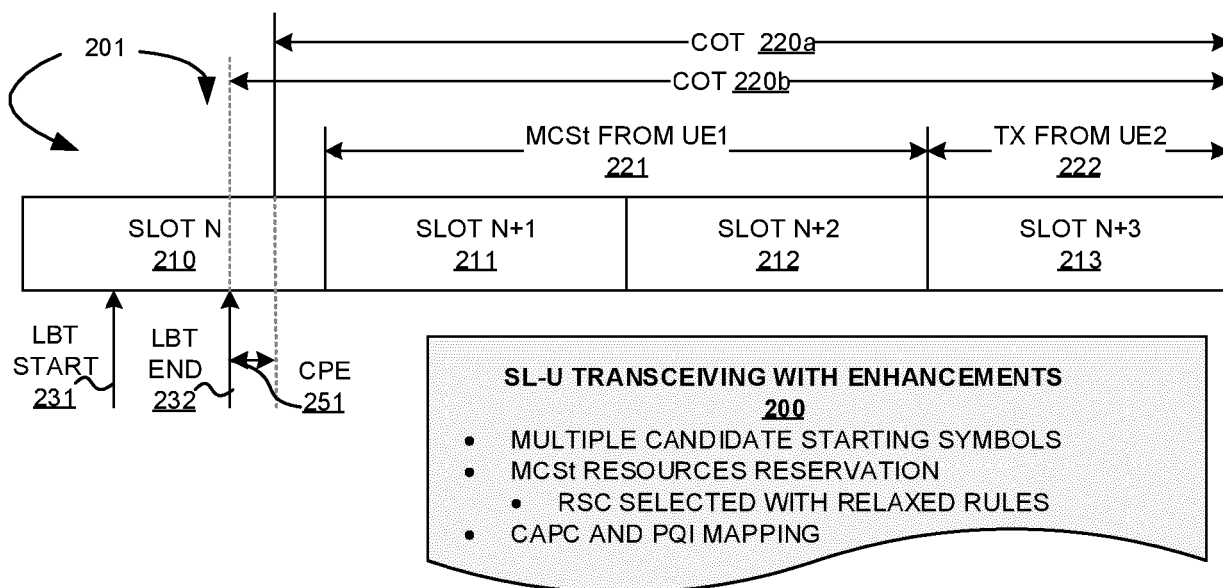 201
COT 220a
COT 220b
MCSt FROM UE1
221
TX FROM UE2
222
SLOT N
210
SLOT N+1
211
SLOT N+2
212
SLOT N+3
213
LBT
START
231
LBT
END
232
CPE
251
SL-U TRANSCEIVING WITH ENHANCEMENTS
200
• MULTIPLE CANDIDATE STARTING SYMBOLS
• MCSt RESOURCES RESERVATION
• RSC SELECTED WITH RELAXED RULES
• CAPC AND PQI MAPPING